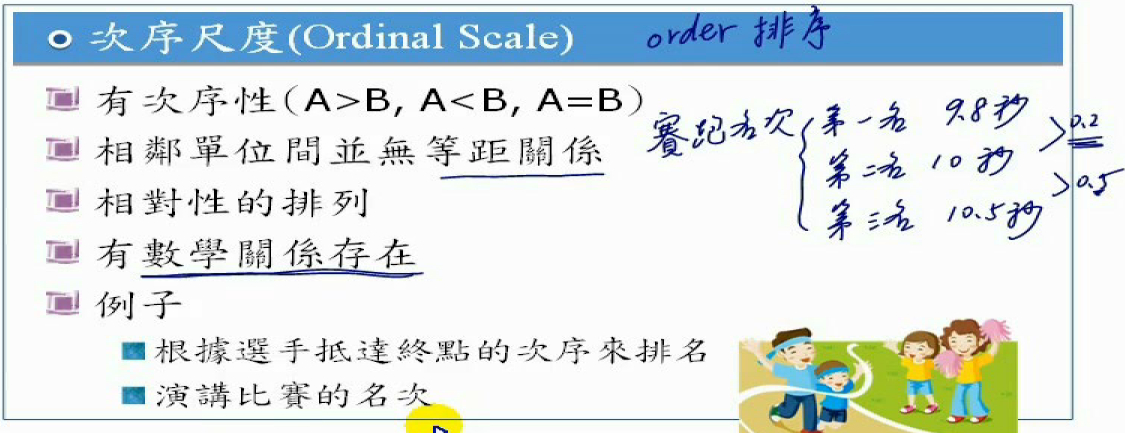 次序尺度(Ordinal Scale) order 排序
有次序性(A>B, A<B, A=B)
相鄰單位間並無等距關係
相對性的排列
有數學關係存在
例子
根據選手抵達終點的次序來排名
演講比賽的名次
賽跑名次
第一名 9.8秒
第二名 10秒
第三名 10.5秒
>0.2
>0.5